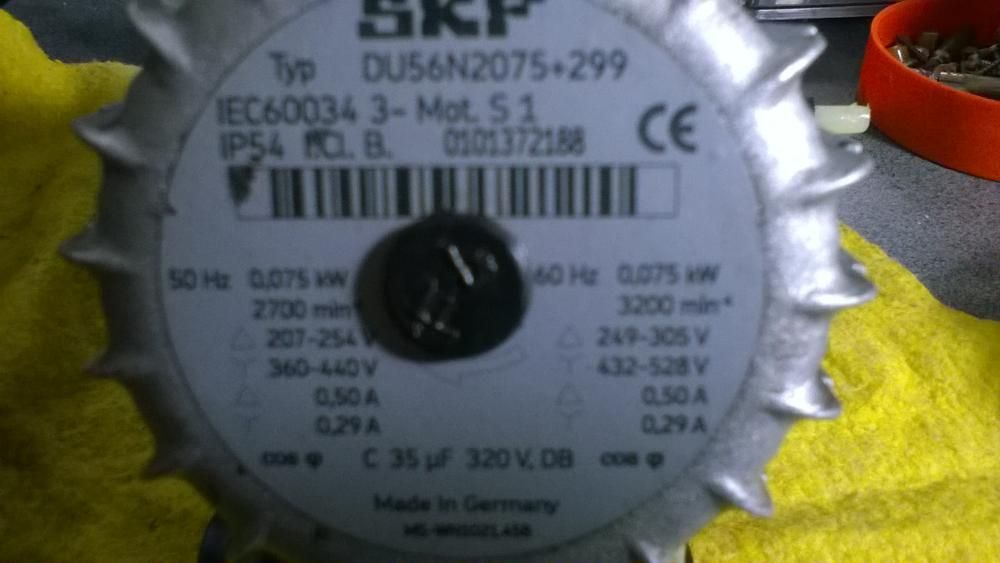 SKF
Typ DU56N2075+299
IEC60034 3~ Mot. S 1
IP54 I.Cl. B. 0101372188
CE
50 Hz 0,075 kW
2700 min
△ 207-254 V
Y 360-440 V
△ 0,50 A
Y 0,29 A
cos φ
60 Hz 0,075 kW
3200 min
△ 249-305 V
Y 432-528 V
△ 0,50 A
Y 0,29 A
cos φ
C 35 µF 320 V, DB
Made in Germany